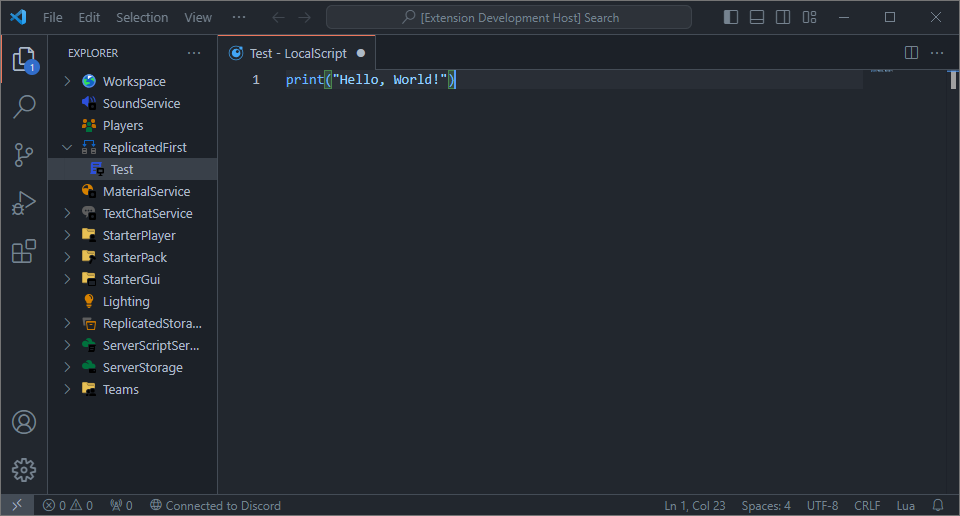 File Edit Selection View ··· [Extension Development Host] Search
EXPLORER ···
Test - LocalScript
1
1 print("Hello, World!")
Workspace
SoundService
Players
ReplicatedFirst
Test
MaterialService
TextChatService
StarterPlayer
StarterPack
StarterGui
Lighting
ReplicatedStora...
ServerScriptSer...
ServerStorage
Teams
0 0 0 Connected to Discord Ln 1, Col 23 Spaces: 4 UTF-8 CRLF Lua